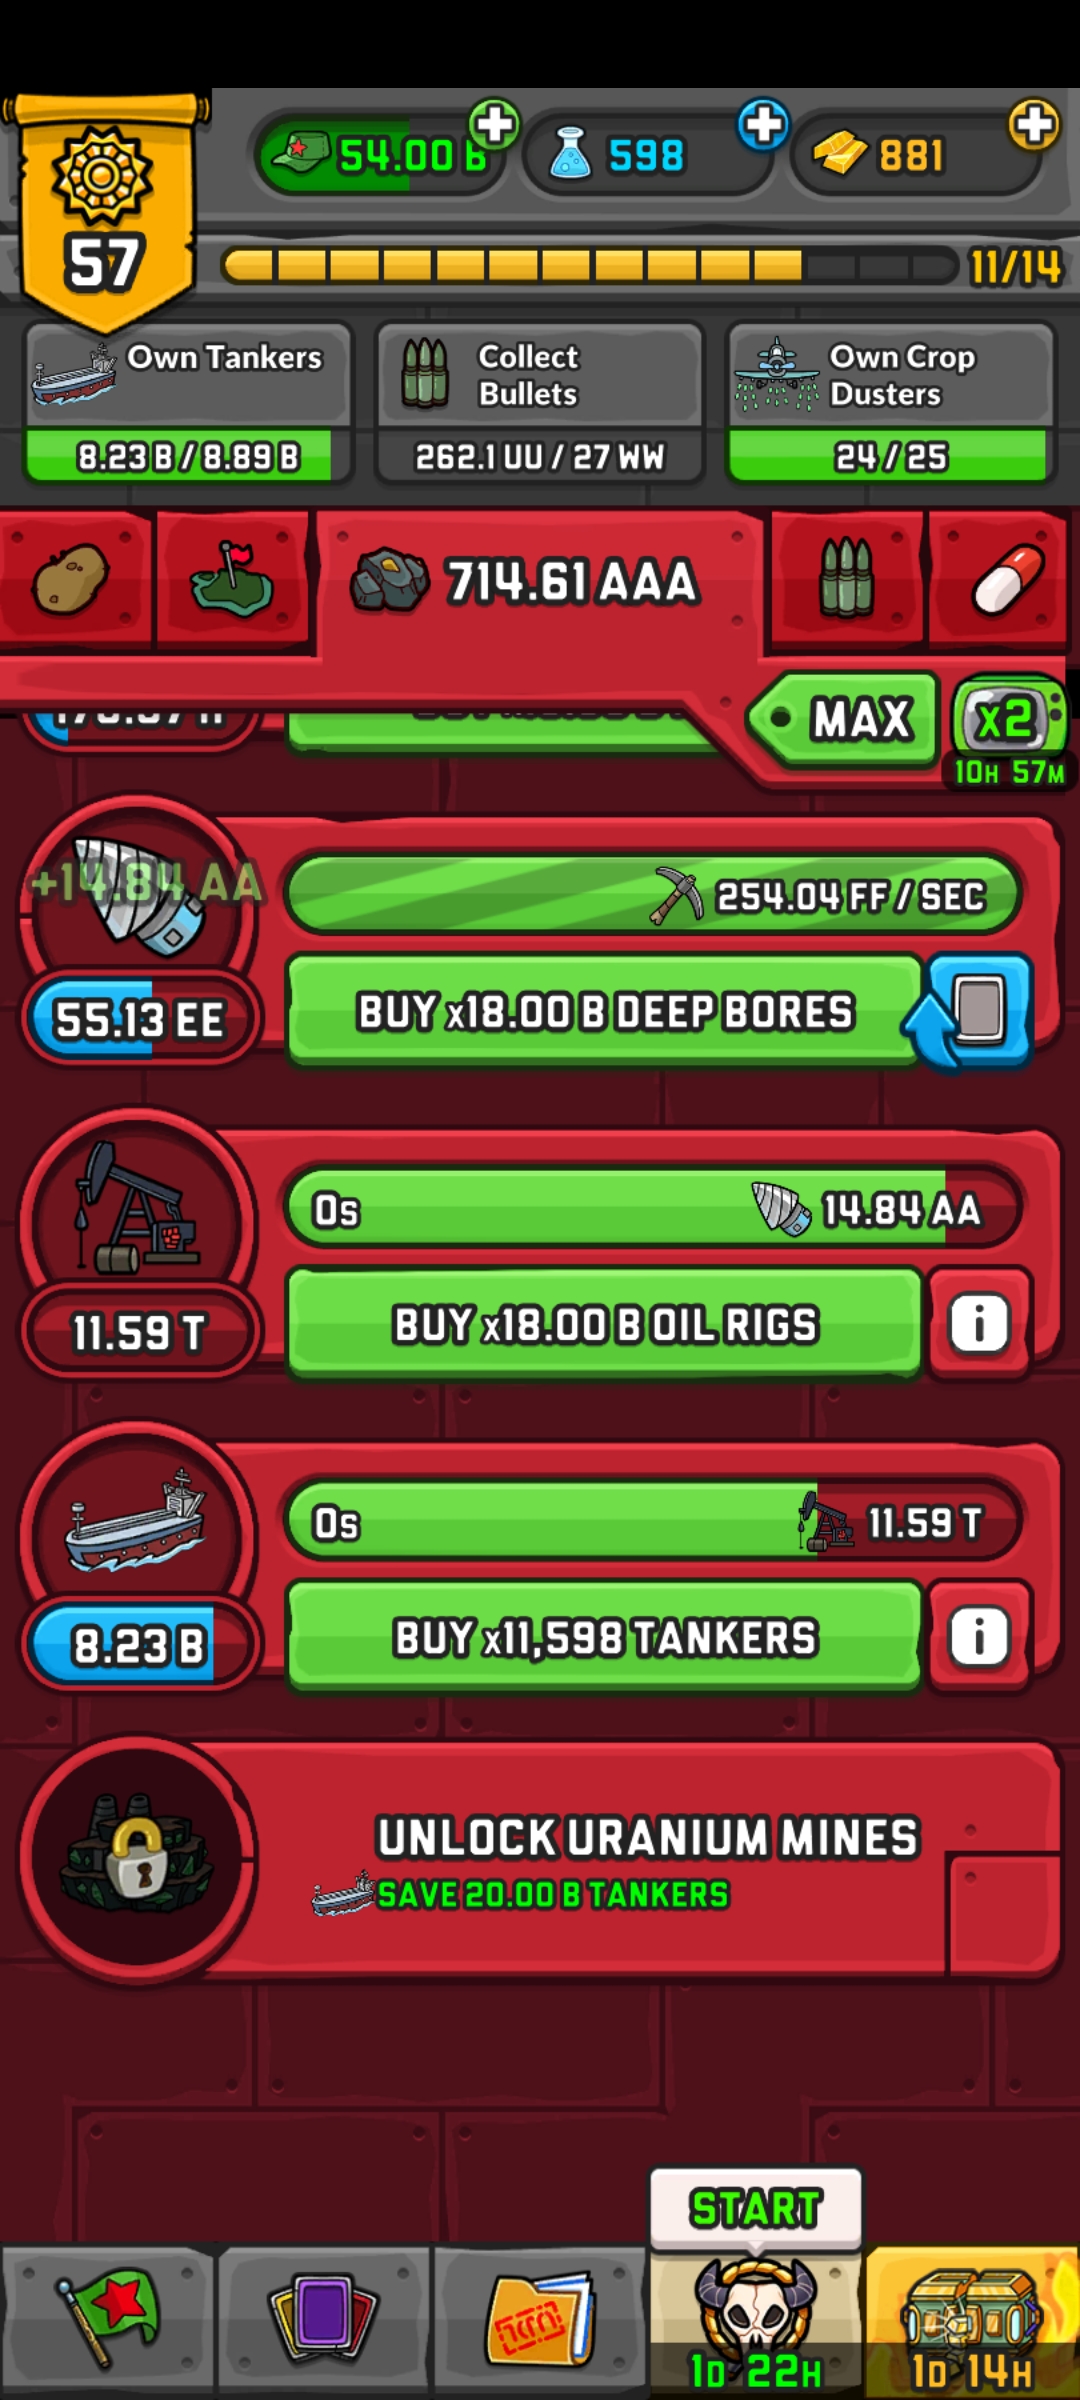 54.00 B
598
881
57
11/14
Own Tankers
8.23 B / 8.89 B
Collect
Bullets
262.1 UU / 27 WW
Own Crop
Dusters
24 / 25
714.61 AAA
MAX
x2
10H 57M
+14.84 AA
254.04 FF / SEC
55.13 EE
BUY x18.00 B DEEP BORES
0s
14.84 AA
11.59 T
BUY x18.00 B OIL RIGS
i
0s
11.59 T
8.23 B
BUY x11,598 TANKERS
i
UNLOCK URANIUM MINES
SAVE 20.00 B TANKERS
START
1D 22H
1D 14H